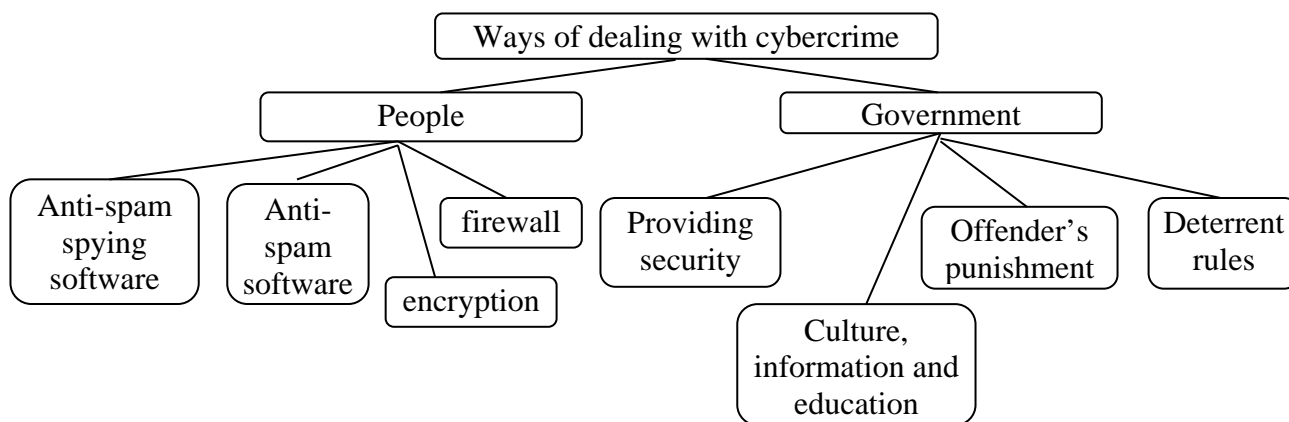 Ways of dealing with cybercrime
People
Government
Anti-spam
spying
software
Anti-
spam
software
encryption
firewall
Providing
security
Culture,
information and
education
Offender's
punishment
Deterrent
rules